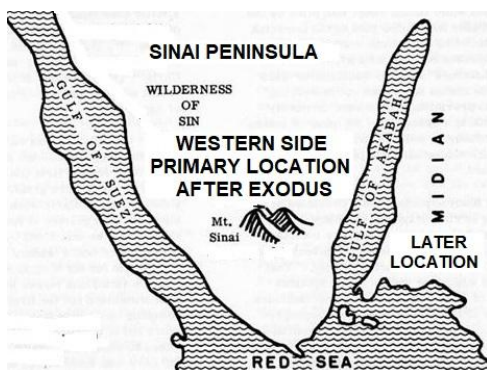 SINAI PENINSULA
WILDERNESS
OF
SIN
WESTERN SIDE
PRIMARY LOCATION
AFTER EXODUS
GULF OF SUEZ
Mt.
Sinai
GULF OF AKABAH
MIDIAN
LATER
LOCATION
RED SEA